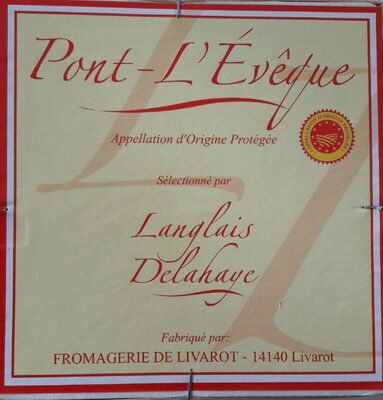 Pont-L'Évêque
Appellation d'Origine Protégée
Sélectionné par
Langlais
Delahaye
Fabriqué par:
FROMAGERIE DE LIVAROT - 14140 Livarot